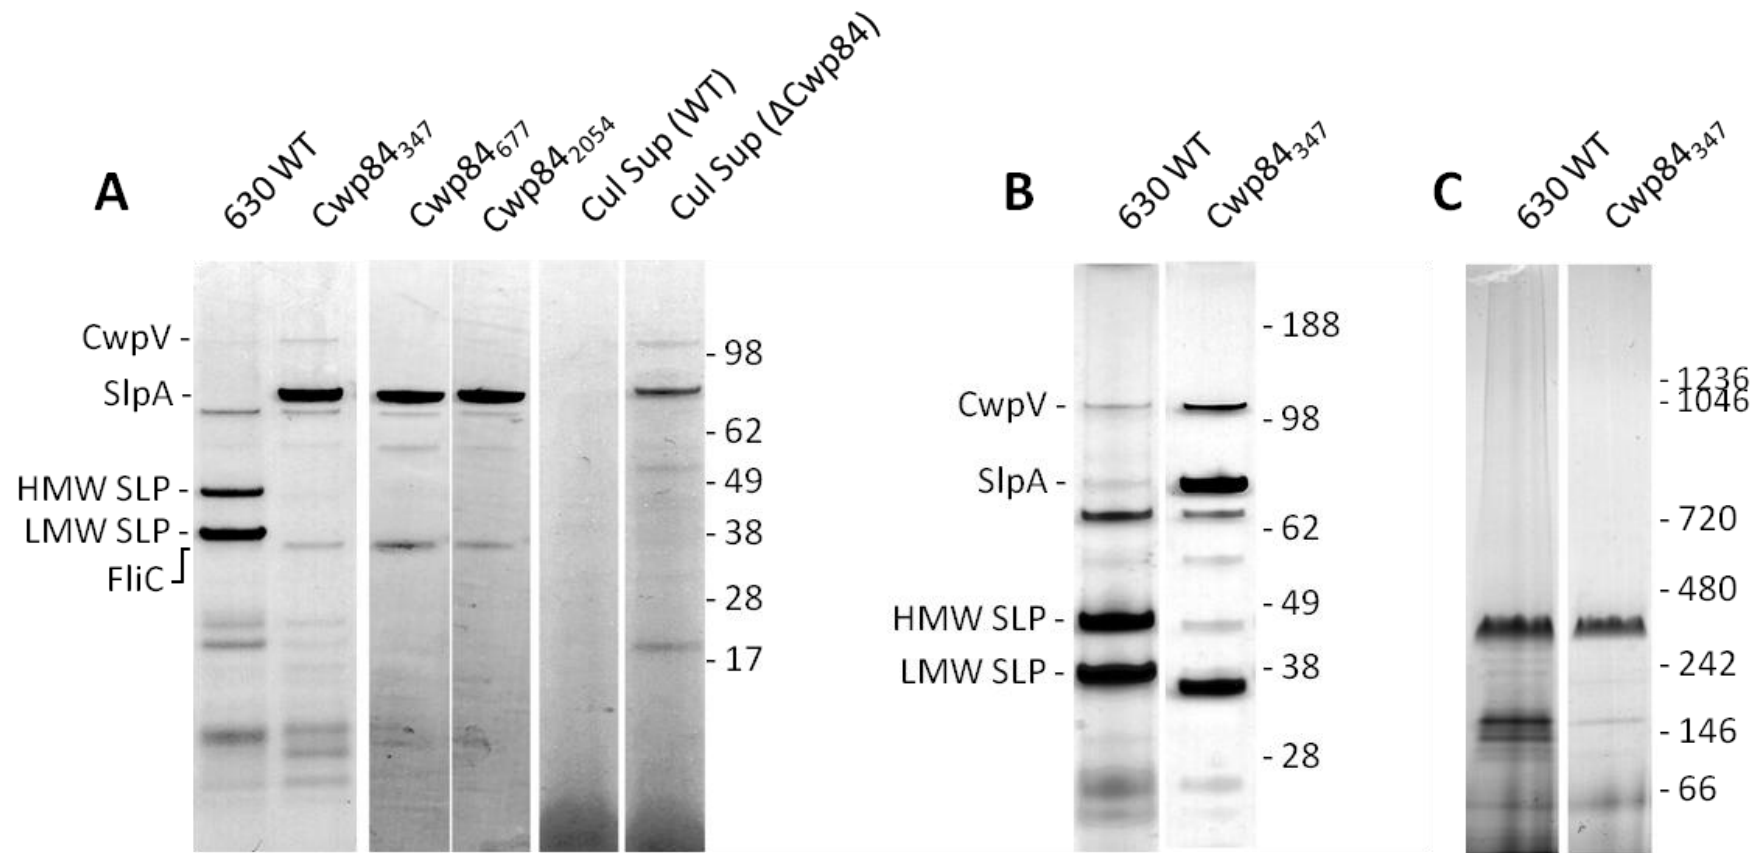 A
630 WT
Cwp84₃₄₇
Cwp84₆₇₇
Cwp84₂₀₅₄
Cul Sup (WT)
Cul Sup (ΔCwp84)
CwpV -
SlpA -
HMW SLP -
LMW SLP -
FliC
- 98
- 62
- 49
- 38
- 28
- 17
B
630 WT
Cwp84₃₄₇
CwpV -
SlpA -
HMW SLP -
LMW SLP -
- 188
- 98
- 62
- 49
- 38
- 28
C
630 WT
Cwp84₃₄₇
- 1236
- 1046
- 720
- 480
- 242
- 146
- 66